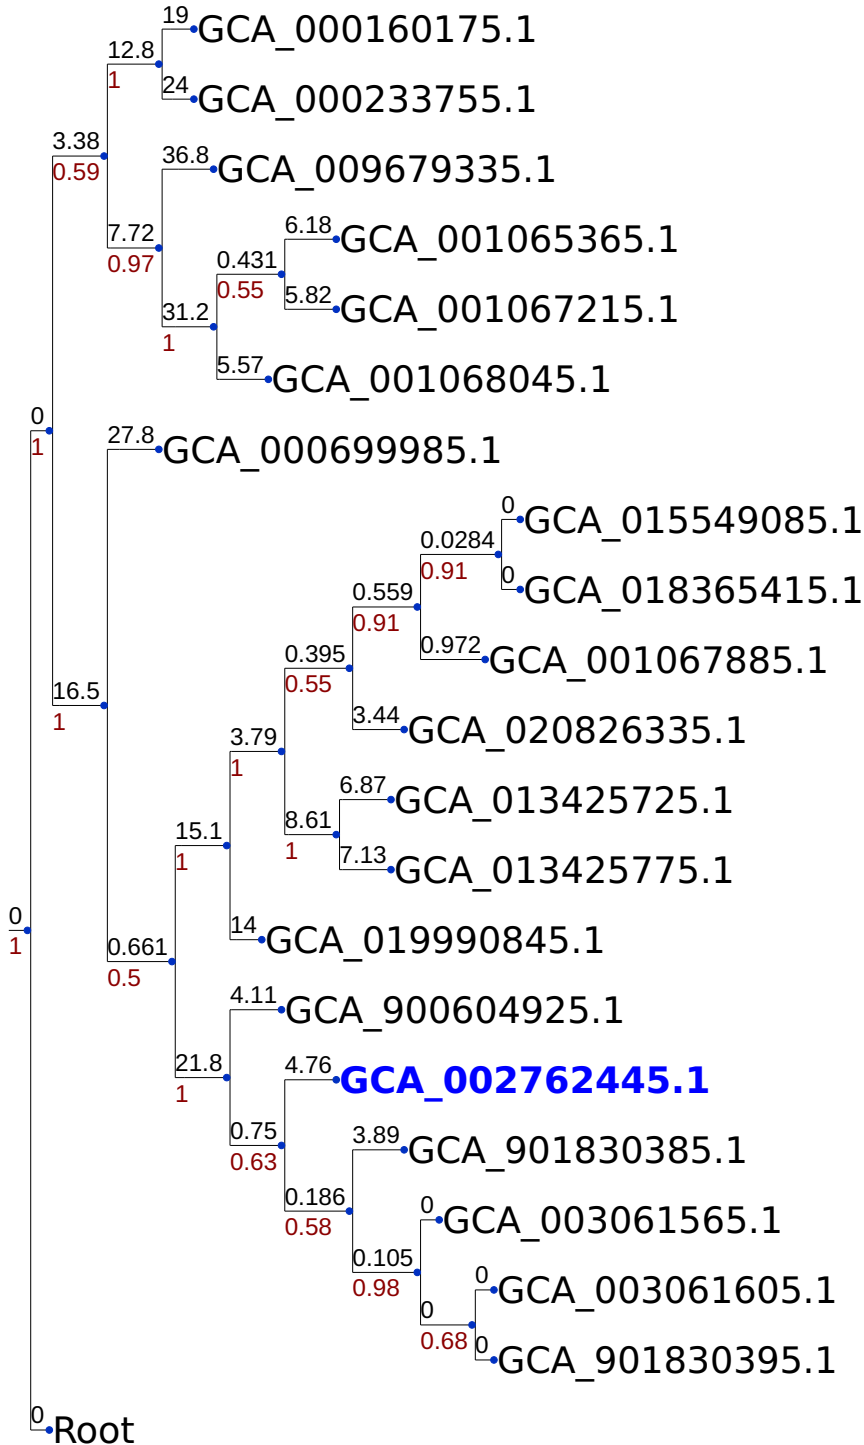 19
GCA_000160175.1
12.8
1
24
GCA_000233755.1
3.38
0.59
36.8
GCA_009679335.1
7.72
0.97
6.18
GCA_001065365.1
0.431
0.55
5.82
GCA_001067215.1
31.2
1
5.57
GCA_001068045.1
0
1
27.8
GCA_000699985.1
0
GCA_015549085.1
0.0284
0.91
0
GCA_018365415.1
0.559
0.91
0.972
GCA_001067885.1
0.395
0.55
16.5
1
3.44
GCA_020826335.1
3.79
1
6.87
GCA_013425725.1
8.61
1
7.13
GCA_013425775.1
15.1
1
14
GCA_019990845.1
0
1
0.661
0.5
4.11
GCA_900604925.1
21.8
1
4.76
GCA_002762445.1
0.75
0.63
3.89
GCA_901830385.1
0.186
0.58
0
GCA_003061565.1
0.105
0.98
0
GCA_003061605.1
0
0.68
0
GCA_901830395.1
0
Root